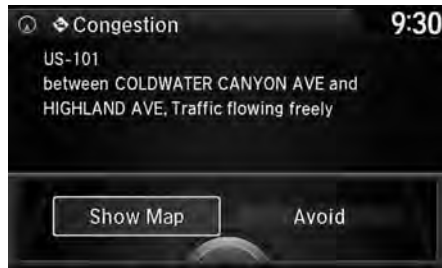 Congestion 9:30
US-101
between COLDWATER CANYON AVE and
HIGHLAND AVE, Traffic flowing freely
Show Map Avoid